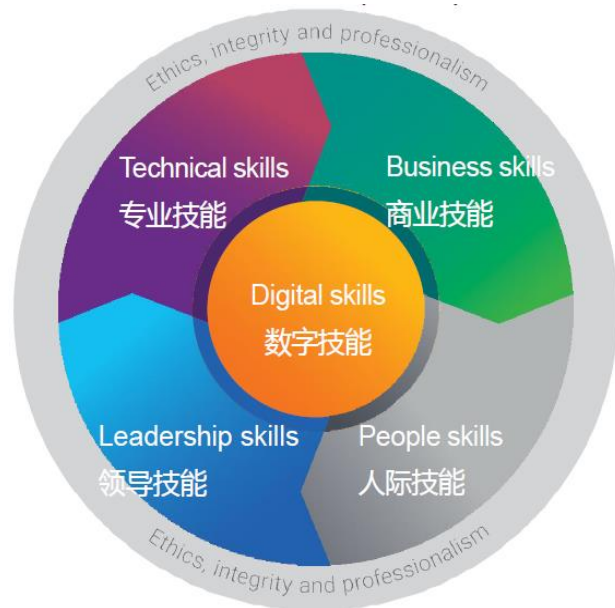 Ethics, integrity and professionalism
Technical skills
专业技能
Business skills
商业技能
Digital skills
数字技能
Leadership skills
领导技能
People skills
人际技能
Ethics, integrity and professionalism